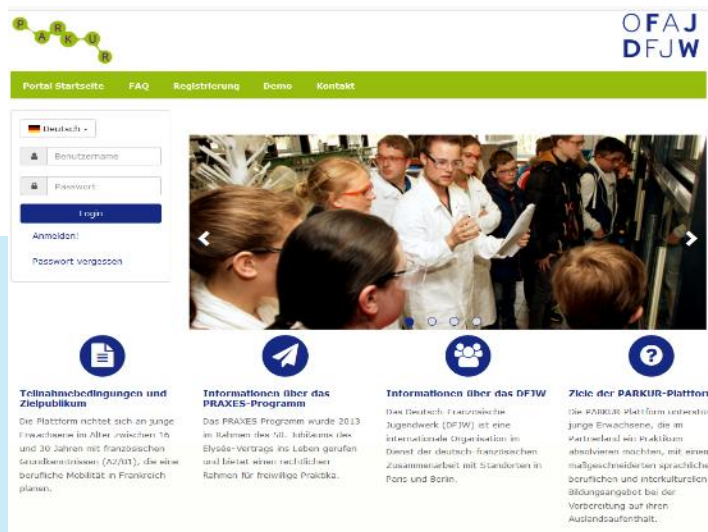 PARKUR
OFAJ
DFJW
Portal Startseite FAQ Registrierung Demo Kontakt
Deutsch
Benutzername
Passwort
Login
Anmelden!
Passwort vergessen
Teilnahmebedingungen und
Zielpublikum
Die Plattform richtet sich an junge
Erwachsene im Alter zwischen 16
und 30 Jahren mit französischen
Grundkenntnissen (A2/B1), die eine
berufliche Mobilität in Frankreich
planen.
Informationen über das
PRAXES-Programm
Das PRAXES Programm wurde 2013
im Rahmen des 50. Jubiläums des
Elysée-Vertrags ins Leben gerufen
und bietet einen rechtlichen
Rahmen für freiwillige Praktika.
Informationen über das DFJW
Das Deutsch Französische
Jugendwerk (DFJW) ist eine
internationale Organisation im
Dienst der deutsch-französischen
Zusammenarbeit mit Standorten in
Paris und Berlin.
Ziele der PARKUR-Plattfor
Die PARKUR Plattform unterstü
junge Erwachsene, die im
Partnerland ein Praktikum
absolvieren möchten, mit einem
maßgeschneiderten sprachliche
beruflichen und interkulturellen
Bildungsangebot bei der
Vorbereitung auf ihren
Auslandsaufenthalt.